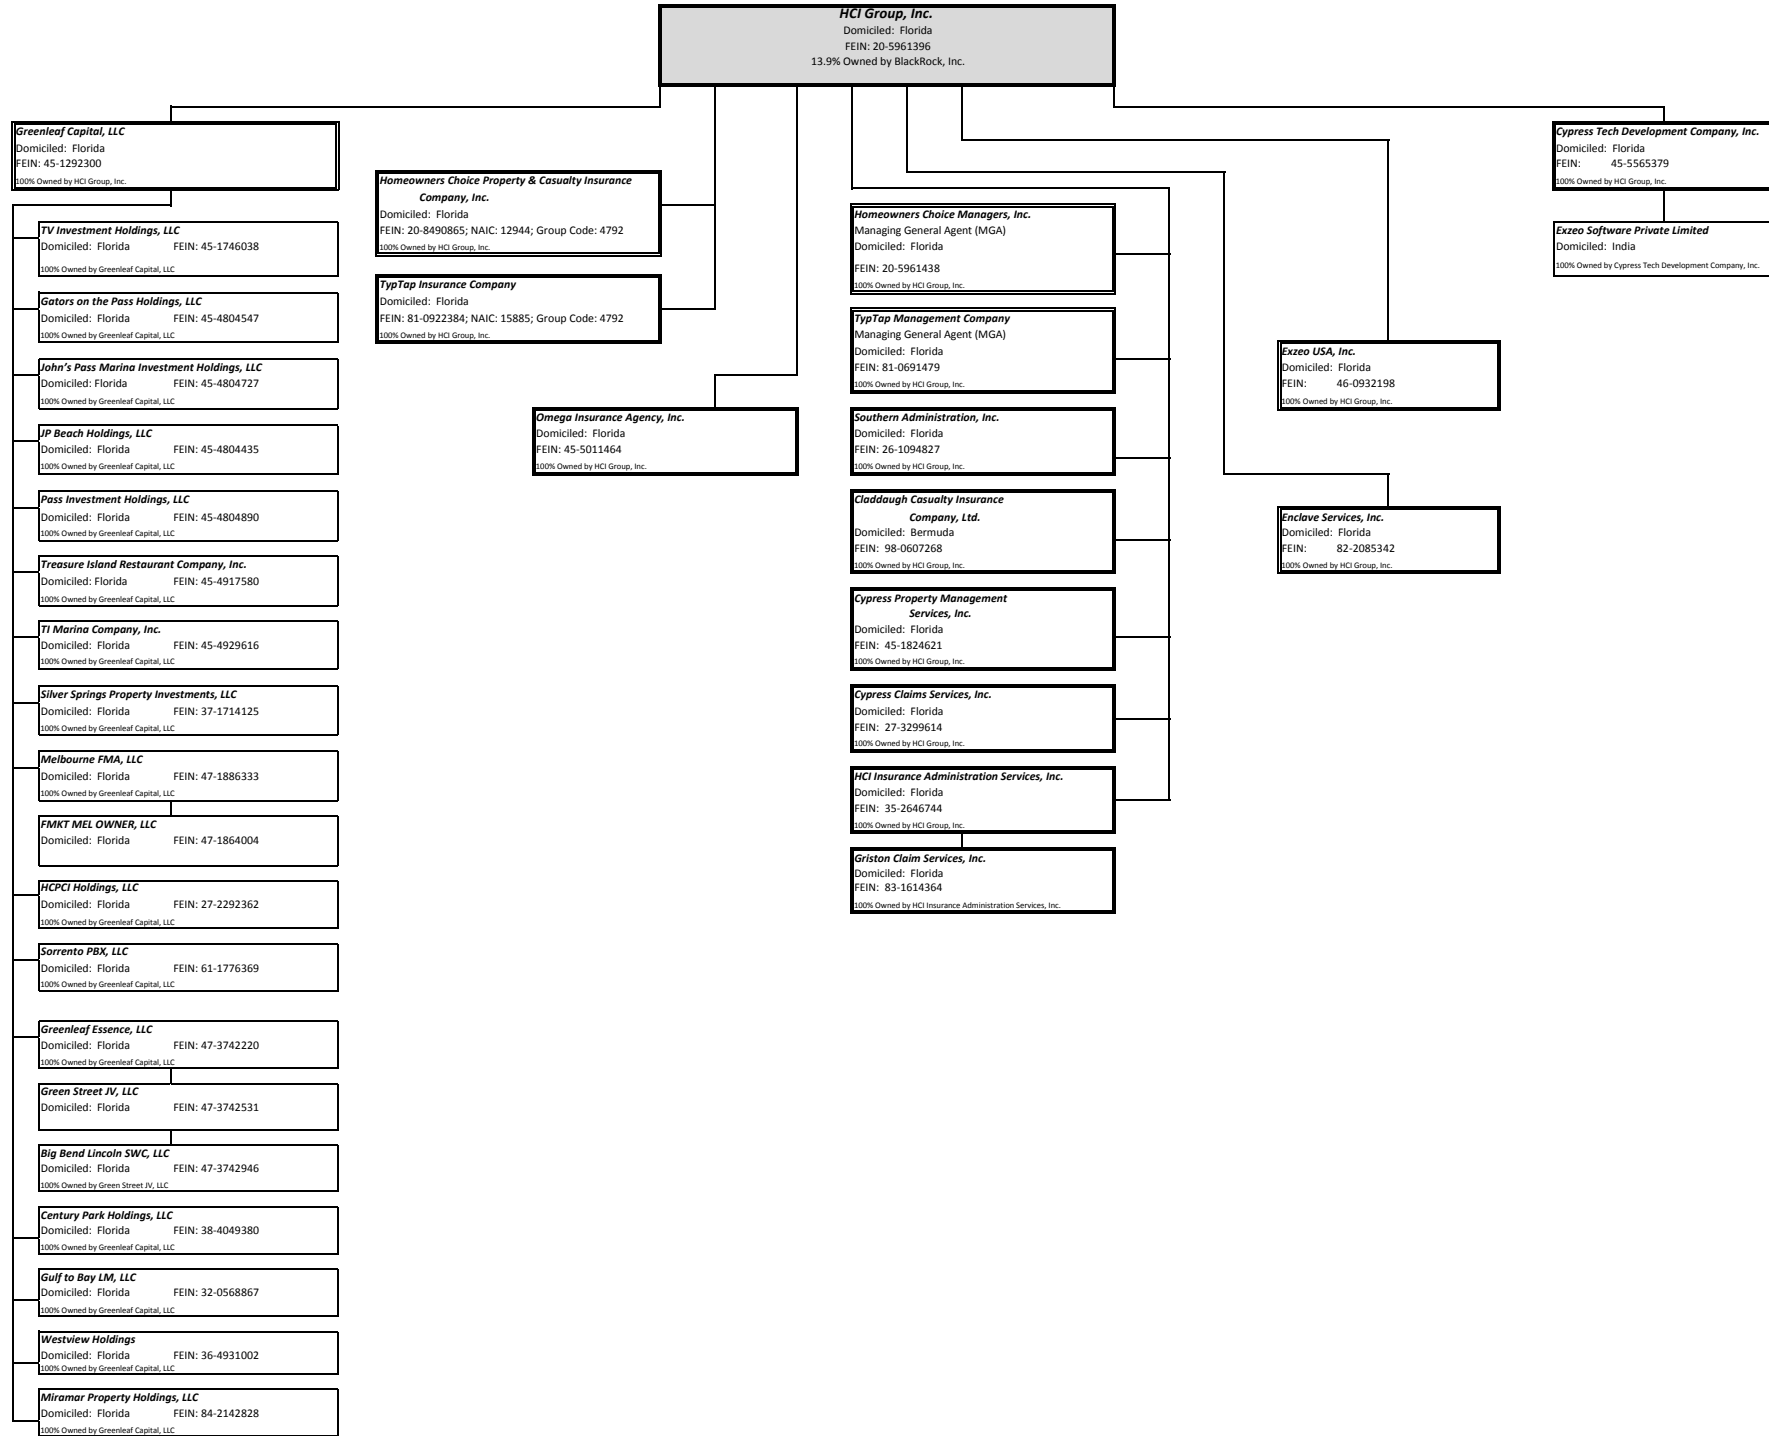 HCI Group, Inc.
Domiciled: Florida
FEIN: 20-5961396
13.9% Owned by BlackRock, Inc.
Greenleaf Capital, LLC
Domiciled: Florida
FEIN: 45-1292300
100% Owned by HCI Group, Inc.
TV Investment Holdings, LLC
Domiciled: Florida FEIN: 45-1746038
100% Owned by Greenleaf Capital, LLC
Gators on the Pass Holdings, LLC
Domiciled: Florida FEIN: 45-4804547
100% Owned by Greenleaf Capital, LLC
John's Pass Marina Investment Holdings, LLC
Domiciled: Florida FEIN: 45-4804727
100% Owned by Greenleaf Capital, LLC
JP Beach Holdings, LLC
Domiciled: Florida FEIN: 45-4804435
100% Owned by Greenleaf Capital, LLC
Pass Investment Holdings, LLC
Domiciled: Florida FEIN: 45-4804890
100% Owned by Greenleaf Capital, LLC
Treasure Island Restaurant Company, Inc.
Domiciled: Florida FEIN: 45-4917580
100% Owned by Greenleaf Capital, LLC
TI Marina Company, Inc.
Domiciled: Florida FEIN: 45-4929616
100% Owned by Greenleaf Capital, LLC
Silver Springs Property Investments, LLC
Domiciled: Florida FEIN: 37-1714125
100% Owned by Greenleaf Capital, LLC
Melbourne FMA, LLC
Domiciled: Florida FEIN: 47-1886333
100% Owned by Greenleaf Capital, LLC
FMKT MEL OWNER, LLC
Domiciled: Florida FEIN: 47-1864004
HCPCI Holdings, LLC
Domiciled: Florida FEIN: 27-2292362
100% Owned by Greenleaf Capital, LLC
Sorrento PBX, LLC
Domiciled: Florida FEIN: 61-1776369
100% Owned by Greenleaf Capital, LLC
Greenleaf Essence, LLC
Domiciled: Florida FEIN: 47-3742220
100% Owned by Greenleaf Capital, LLC
Green Street JV, LLC
Domiciled: Florida FEIN: 47-3742531
Big Bend Lincoln SWC, LLC
Domiciled: Florida FEIN: 47-3742946
100% Owned by Green Street JV, LLC
Century Park Holdings, LLC
Domiciled: Florida FEIN: 38-4049380
100% Owned by Greenleaf Capital, LLC
Gulf to Bay LM, LLC
Domiciled: Florida FEIN: 32-0568867
100% Owned by Greenleaf Capital, LLC
Westview Holdings
Domiciled: Florida FEIN: 36-4931002
100% Owned by Greenleaf Capital, LLC
Miramar Property Holdings, LLC
Domiciled: Florida FEIN: 84-2142828
100% Owned by Greenleaf Capital, LLC
Homeowners Choice Property & Casualty Insurance
Company, Inc.
Domiciled: Florida
FEIN: 20-8490865; NAIC: 12944; Group Code: 4792
100% Owned by HCI Group, Inc.
TypTap Insurance Company
Domiciled: Florida
FEIN: 81-0922384; NAIC: 15885; Group Code: 4792
100% Owned by HCI Group, Inc.
Omega Insurance Agency, Inc.
Domiciled: Florida
FEIN: 45-5011464
100% Owned by HCI Group, Inc.
Homeowners Choice Managers, Inc.
Managing General Agent (MGA)
Domiciled: Florida
FEIN: 20-5961438
100% Owned by HCI Group, Inc.
TypTap Management Company
Managing General Agent (MGA)
Domiciled: Florida
FEIN: 81-0691479
100% Owned by HCI Group, Inc.
Southern Administration, Inc.
Domiciled: Florida
FEIN: 26-1094827
100% Owned by HCI Group, Inc.
Claddaugh Casualty Insurance
Company, Ltd.
Domiciled: Bermuda
FEIN: 98-0607268
100% Owned by HCI Group, Inc.
Cypress Property Management
Services, Inc.
Domiciled: Florida
FEIN: 45-1824621
100% Owned by HCI Group, Inc.
Cypress Claims Services, Inc.
Domiciled: Florida
FEIN: 27-3299614
100% Owned by HCI Group, Inc.
HCI Insurance Administration Services, Inc.
Domiciled: Florida
FEIN: 35-2646744
100% Owned by HCI Group, Inc.
Griston Claim Services, Inc.
Domiciled: Florida
FEIN: 83-1614364
100% Owned by HCI Insurance Administration Services, Inc.
Exzeo USA, Inc.
Domiciled: Florida
FEIN: 46-0932198
100% Owned by HCI Group, Inc.
Enclave Services, Inc.
Domiciled: Florida
FEIN: 82-2085342
100% Owned by HCI Group, Inc.
Cypress Tech Development Company, Inc.
Domiciled: Florida
FEIN: 45-5565379
100% Owned by HCI Group, Inc.
Exzeo Software Private Limited
Domiciled: India
100% Owned by Cypress Tech Development Company, Inc.